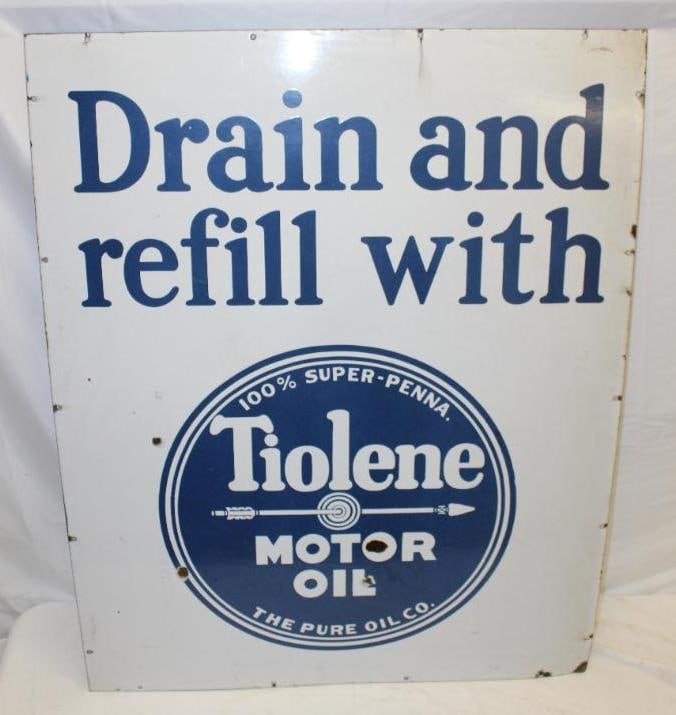 Drain and
refill with
100% SUPER-PENNA.
Tiolene
MOTOR
OIL
THE PURE OIL CO.